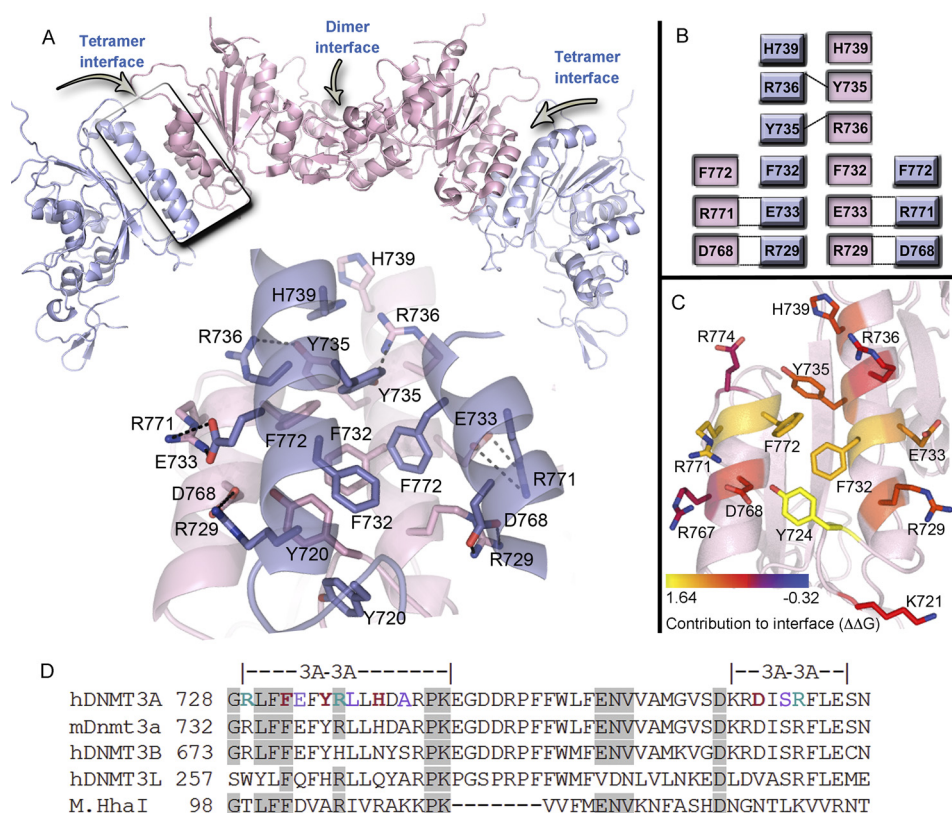 A
Tetramer
interface
Dimer
interface
Tetramer
interface
H739
H739
R736
R736
Y735
Y735
R771
E733
F772
F732
E733
F772
R771
D768
F732
D768
R729
R729
Y720
Y720
B
H739 H739
R736 Y735
Y735 R736
F772 F732 F732 F772
R771 E733 E733 R771
D768 R729 R729 D768
C
H739
R774
R736
Y735
F772
E733
R771
F732
D768
R767
Y724
R729
K721
1.64 -0.32
Contribution to interface (ΔΔG)
D
|-----3A-3A---------| |--3A-3A---|
hDNMT3A 728 GRLFFEFYRLLHDARPKEGDDRPFFWLFENVVAMGVSDKRDISRFLESN
mDnmt3a 732 GRLFFEFYRLLHDARPKEGDDRPFFWLFENVVAMGVSDKRDISRFLESN
hDNMT3B 673 GRLFFEFYHLLNYSRPKEGDDRPFFWMFENVVAMKVGDKRDISRFLECN
hDNMT3L 257 SWYLFQFHRLLQYARPKPGSPRPFFWMFVDNLVLNKEDLDVASRFLEME
M.HhaI 98 GTLFFDVARIVRAKKPK-------VVFMENVKNFASHDNGNTLKVVRNT